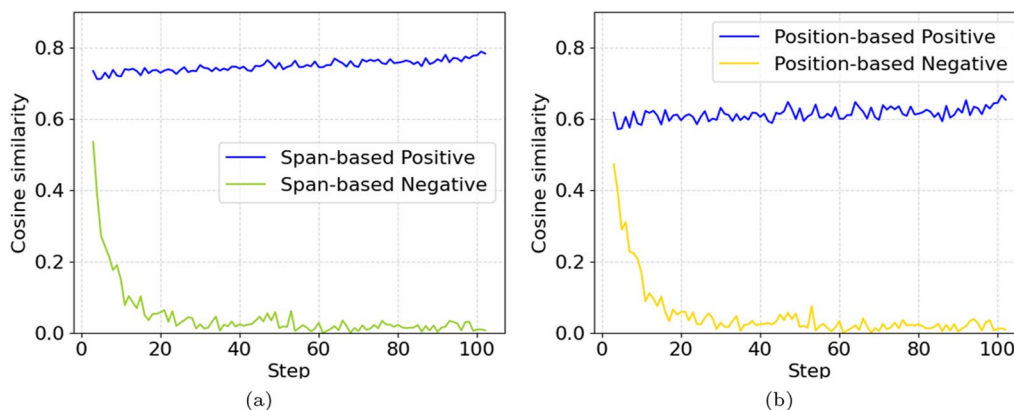 Cosine similarity
0.8
0.6
0.4
0.2
0.0
Span-based Positive
Span-based Negative
0 20 40 60 80 100
Step
(a)
Cosine similarity
0.8
0.6
0.4
0.2
0.0
Position-based Positive
Position-based Negative
0 20 40 60 80 100
Step
(b)